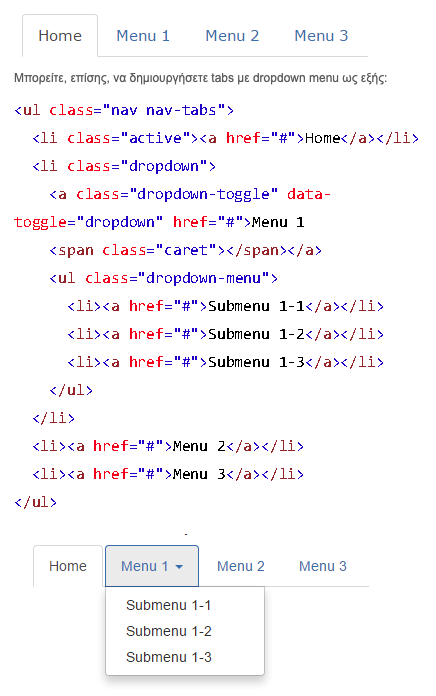 Home Menu 1 Menu 2 Menu 3
Μπορείτε, επίσης, να δημιουργήσετε tabs με dropdown menu ως εξής:
<ul class="nav nav-tabs">
  <li class="active"><a href="#">Home</a></li>
  <li class="dropdown">
    <a class="dropdown-toggle" data-
toggle="dropdown" href="#">Menu 1
    <span class="caret"></span></a>
    <ul class="dropdown-menu">
      <li><a href="#">Submenu 1-1</a></li>
      <li><a href="#">Submenu 1-2</a></li>
      <li><a href="#">Submenu 1-3</a></li>
    </ul>
  </li>
  <li><a href="#">Menu 2</a></li>
  <li><a href="#">Menu 3</a></li>
</ul>
Home Menu 1 Menu 2 Menu 3
Submenu 1-1
Submenu 1-2
Submenu 1-3